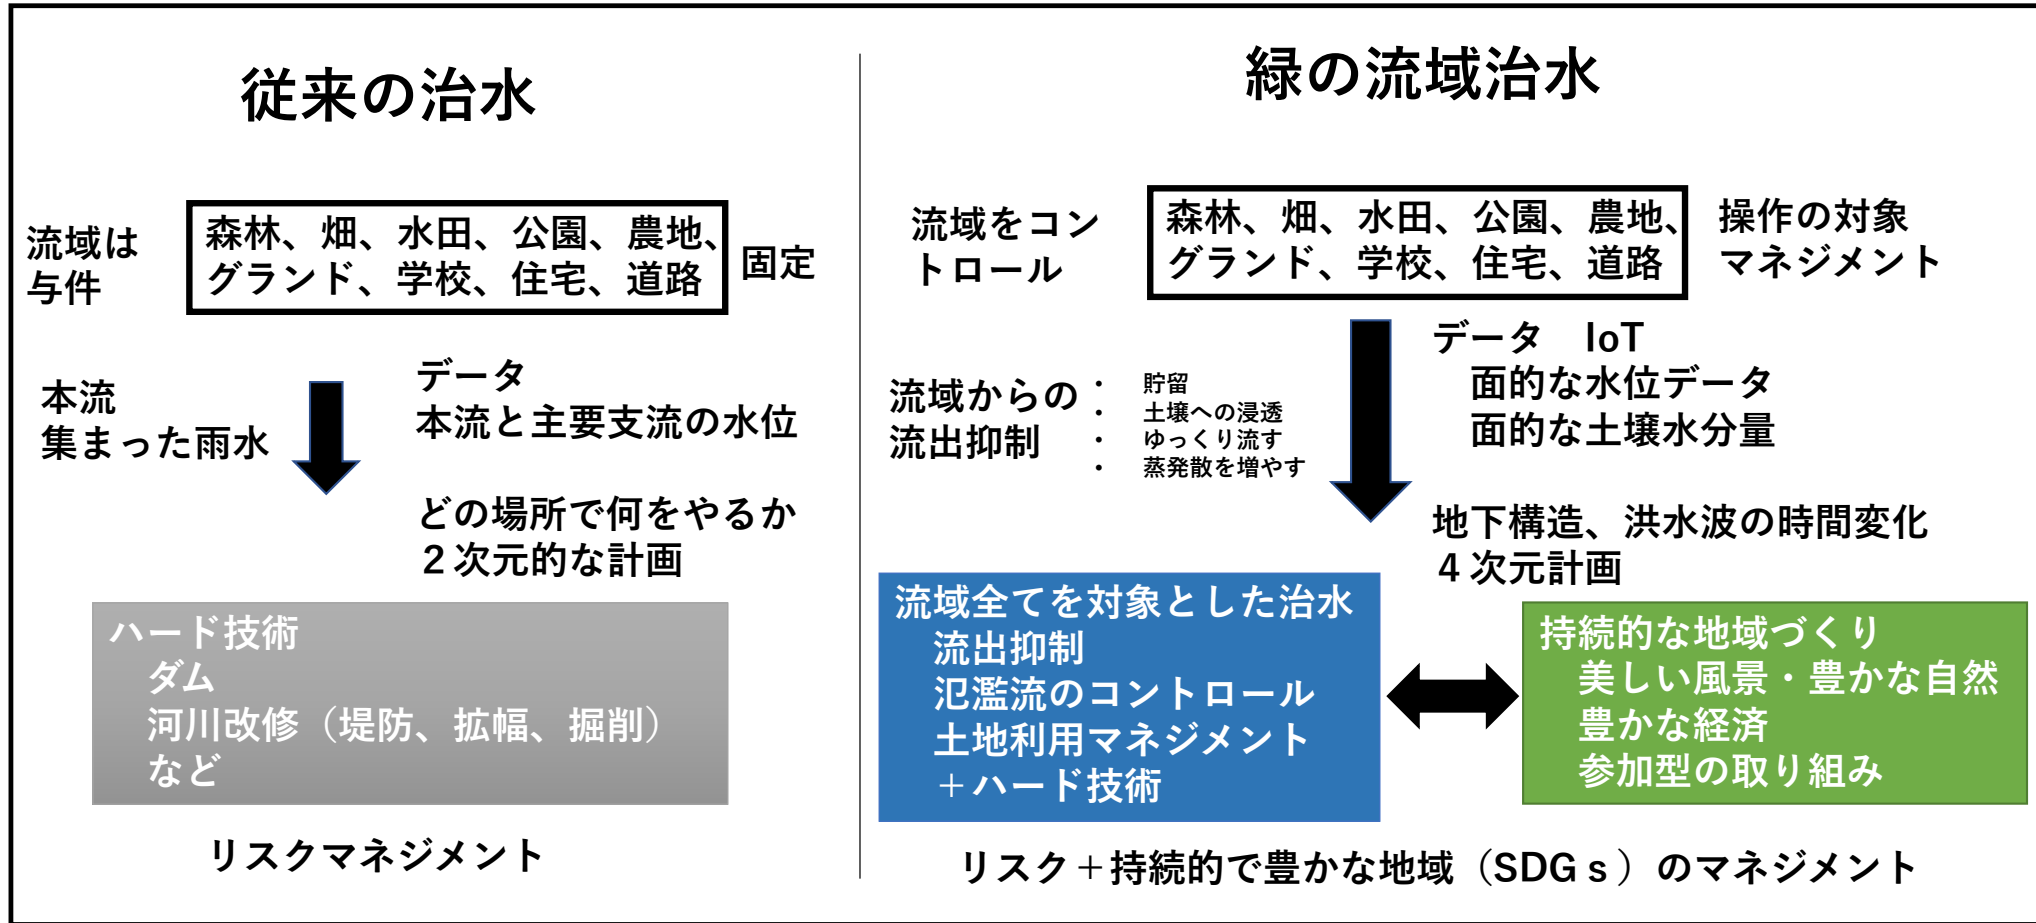 従来の治水
流域は
与件
森林、畑、水田、公園、農地、
グランド、学校、住宅、道路
固定
本流
集まった雨水
データ
本流と主要支流の水位
どの場所で何をやるか
２次元的な計画
ハード技術
ダム
河川改修（堤防、拡幅、掘削）
など
リスクマネジメント
緑の流域治水
流域をコン
トロール
森林、畑、水田、公園、農地、
グランド、学校、住宅、道路
操作の対象
マネジメント
流域からの
流出抑制
・ 貯留
・ 土壌への浸透
・ ゆっくり流す
・ 蒸発散を増やす
データ　IoT
面的な水位データ
面的な土壌水分量
地下構造、洪水波の時間変化
４次元計画
流域全てを対象とした治水
流出抑制
氾濫流のコントロール
土地利用マネジメント
＋ハード技術
持続的な地域づくり
美しい風景・豊かな自然
豊かな経済
参加型の取り組み
リスク＋持続的で豊かな地域（SDGｓ）のマネジメント